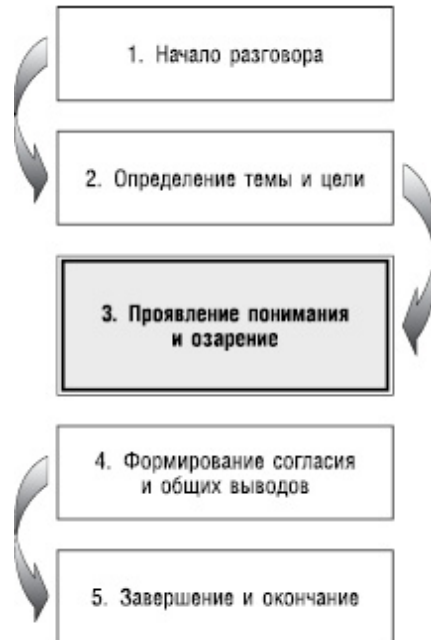 1. Начало разговора
2. Определение темы и цели
3. Проявление понимания
и озарение
4. Формирование согласия
и общих выводов
5. Завершение и окончание